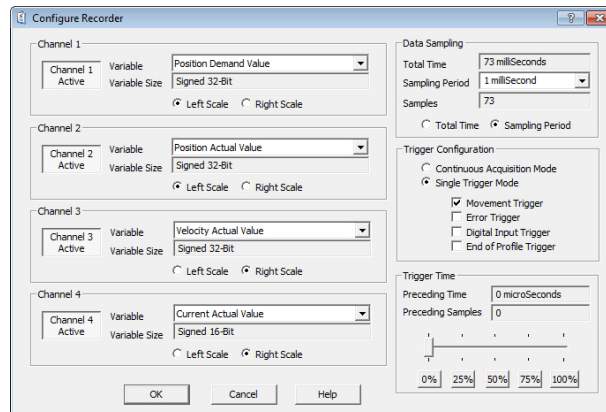 Configure Recorder
Channel 1
Channel 1 Active
Variable
Position Demand Value
Variable Size
Signed 32-Bit
Left Scale
Right Scale
Channel 2
Channel 2 Active
Variable
Position Actual Value
Variable Size
Signed 32-Bit
Left Scale
Right Scale
Channel 3
Channel 3 Active
Variable
Velocity Actual Value
Variable Size
Signed 32-Bit
Left Scale
Right Scale
Channel 4
Channel 4 Active
Variable
Current Actual Value
Variable Size
Signed 16-Bit
Left Scale
Right Scale
OK
Cancel
Help
Data Sampling
Total Time
73 milliSeconds
Sampling Period
1 milliSecond
Samples
73
Total Time
Sampling Period
Trigger Configuration
Continuous Acquisition Mode
Single Trigger Mode
Movement Trigger
Error Trigger
Digital Input Trigger
End of Profile Trigger
Trigger Time
Preceding Time
0 microSeconds
Preceding Samples
0
0%
25%
50%
75%
100%